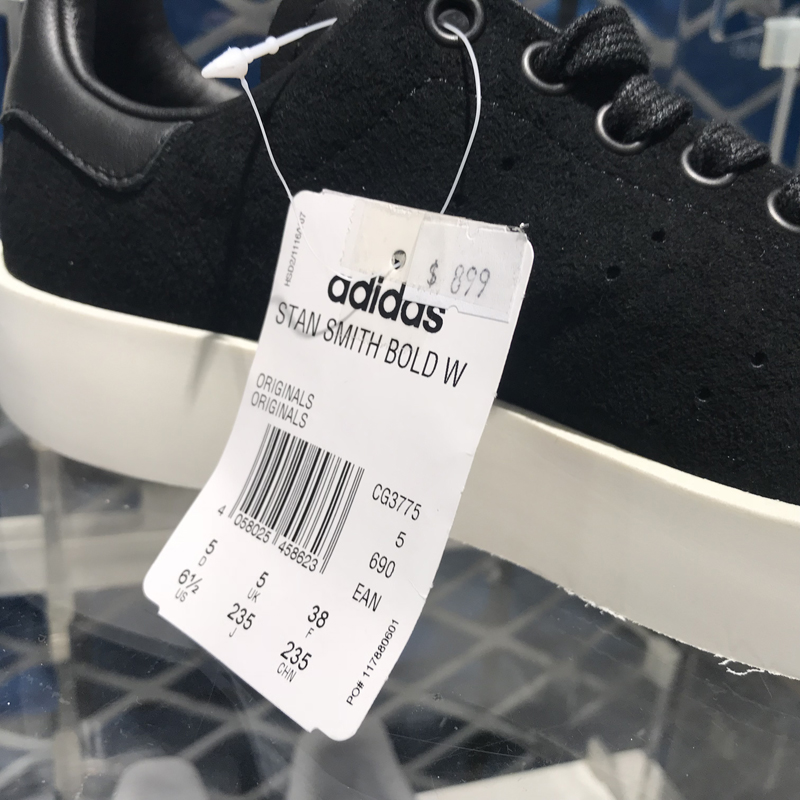 $ 899
adidas
STAN SMITH BOLD W
ORIGINALS
ORIGINALS
CG3775
5
690
EAN
4 058025 458623
5 D
5 UK
38 F
6½ US
235 J
235 CHN
PO# 117880601